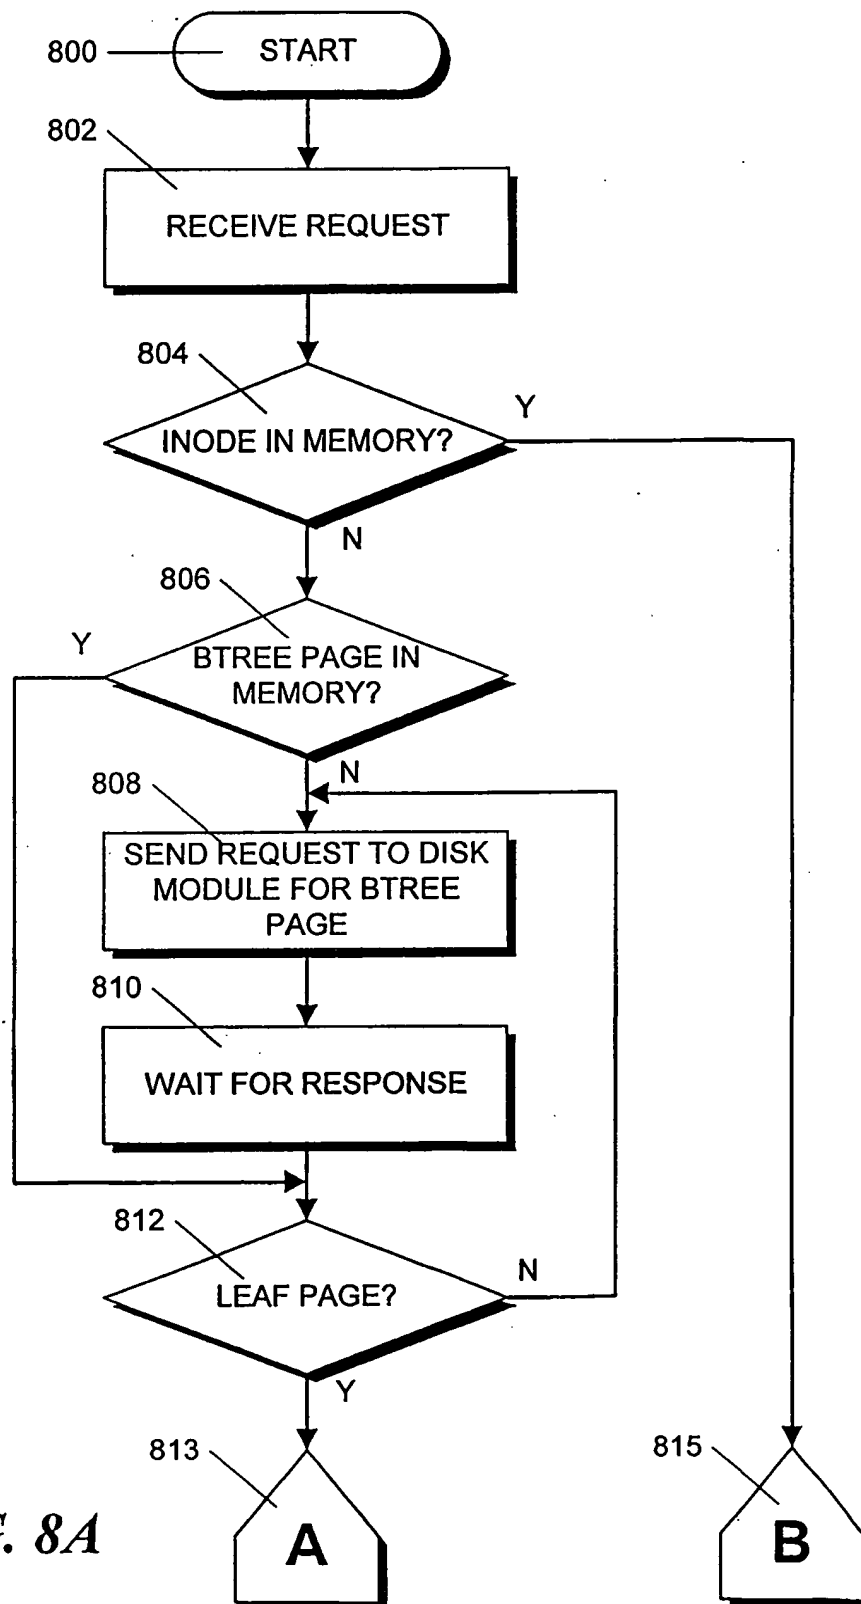 800
START
802
RECEIVE REQUEST
804
INODE IN MEMORY?
Y
N
806
Y
BTREE PAGE IN
MEMORY?
N
808
SEND REQUEST TO DISK
MODULE FOR BTREE
PAGE
810
WAIT FOR RESPONSE
812
LEAF PAGE?
N
Y
813
A
815
B
8A